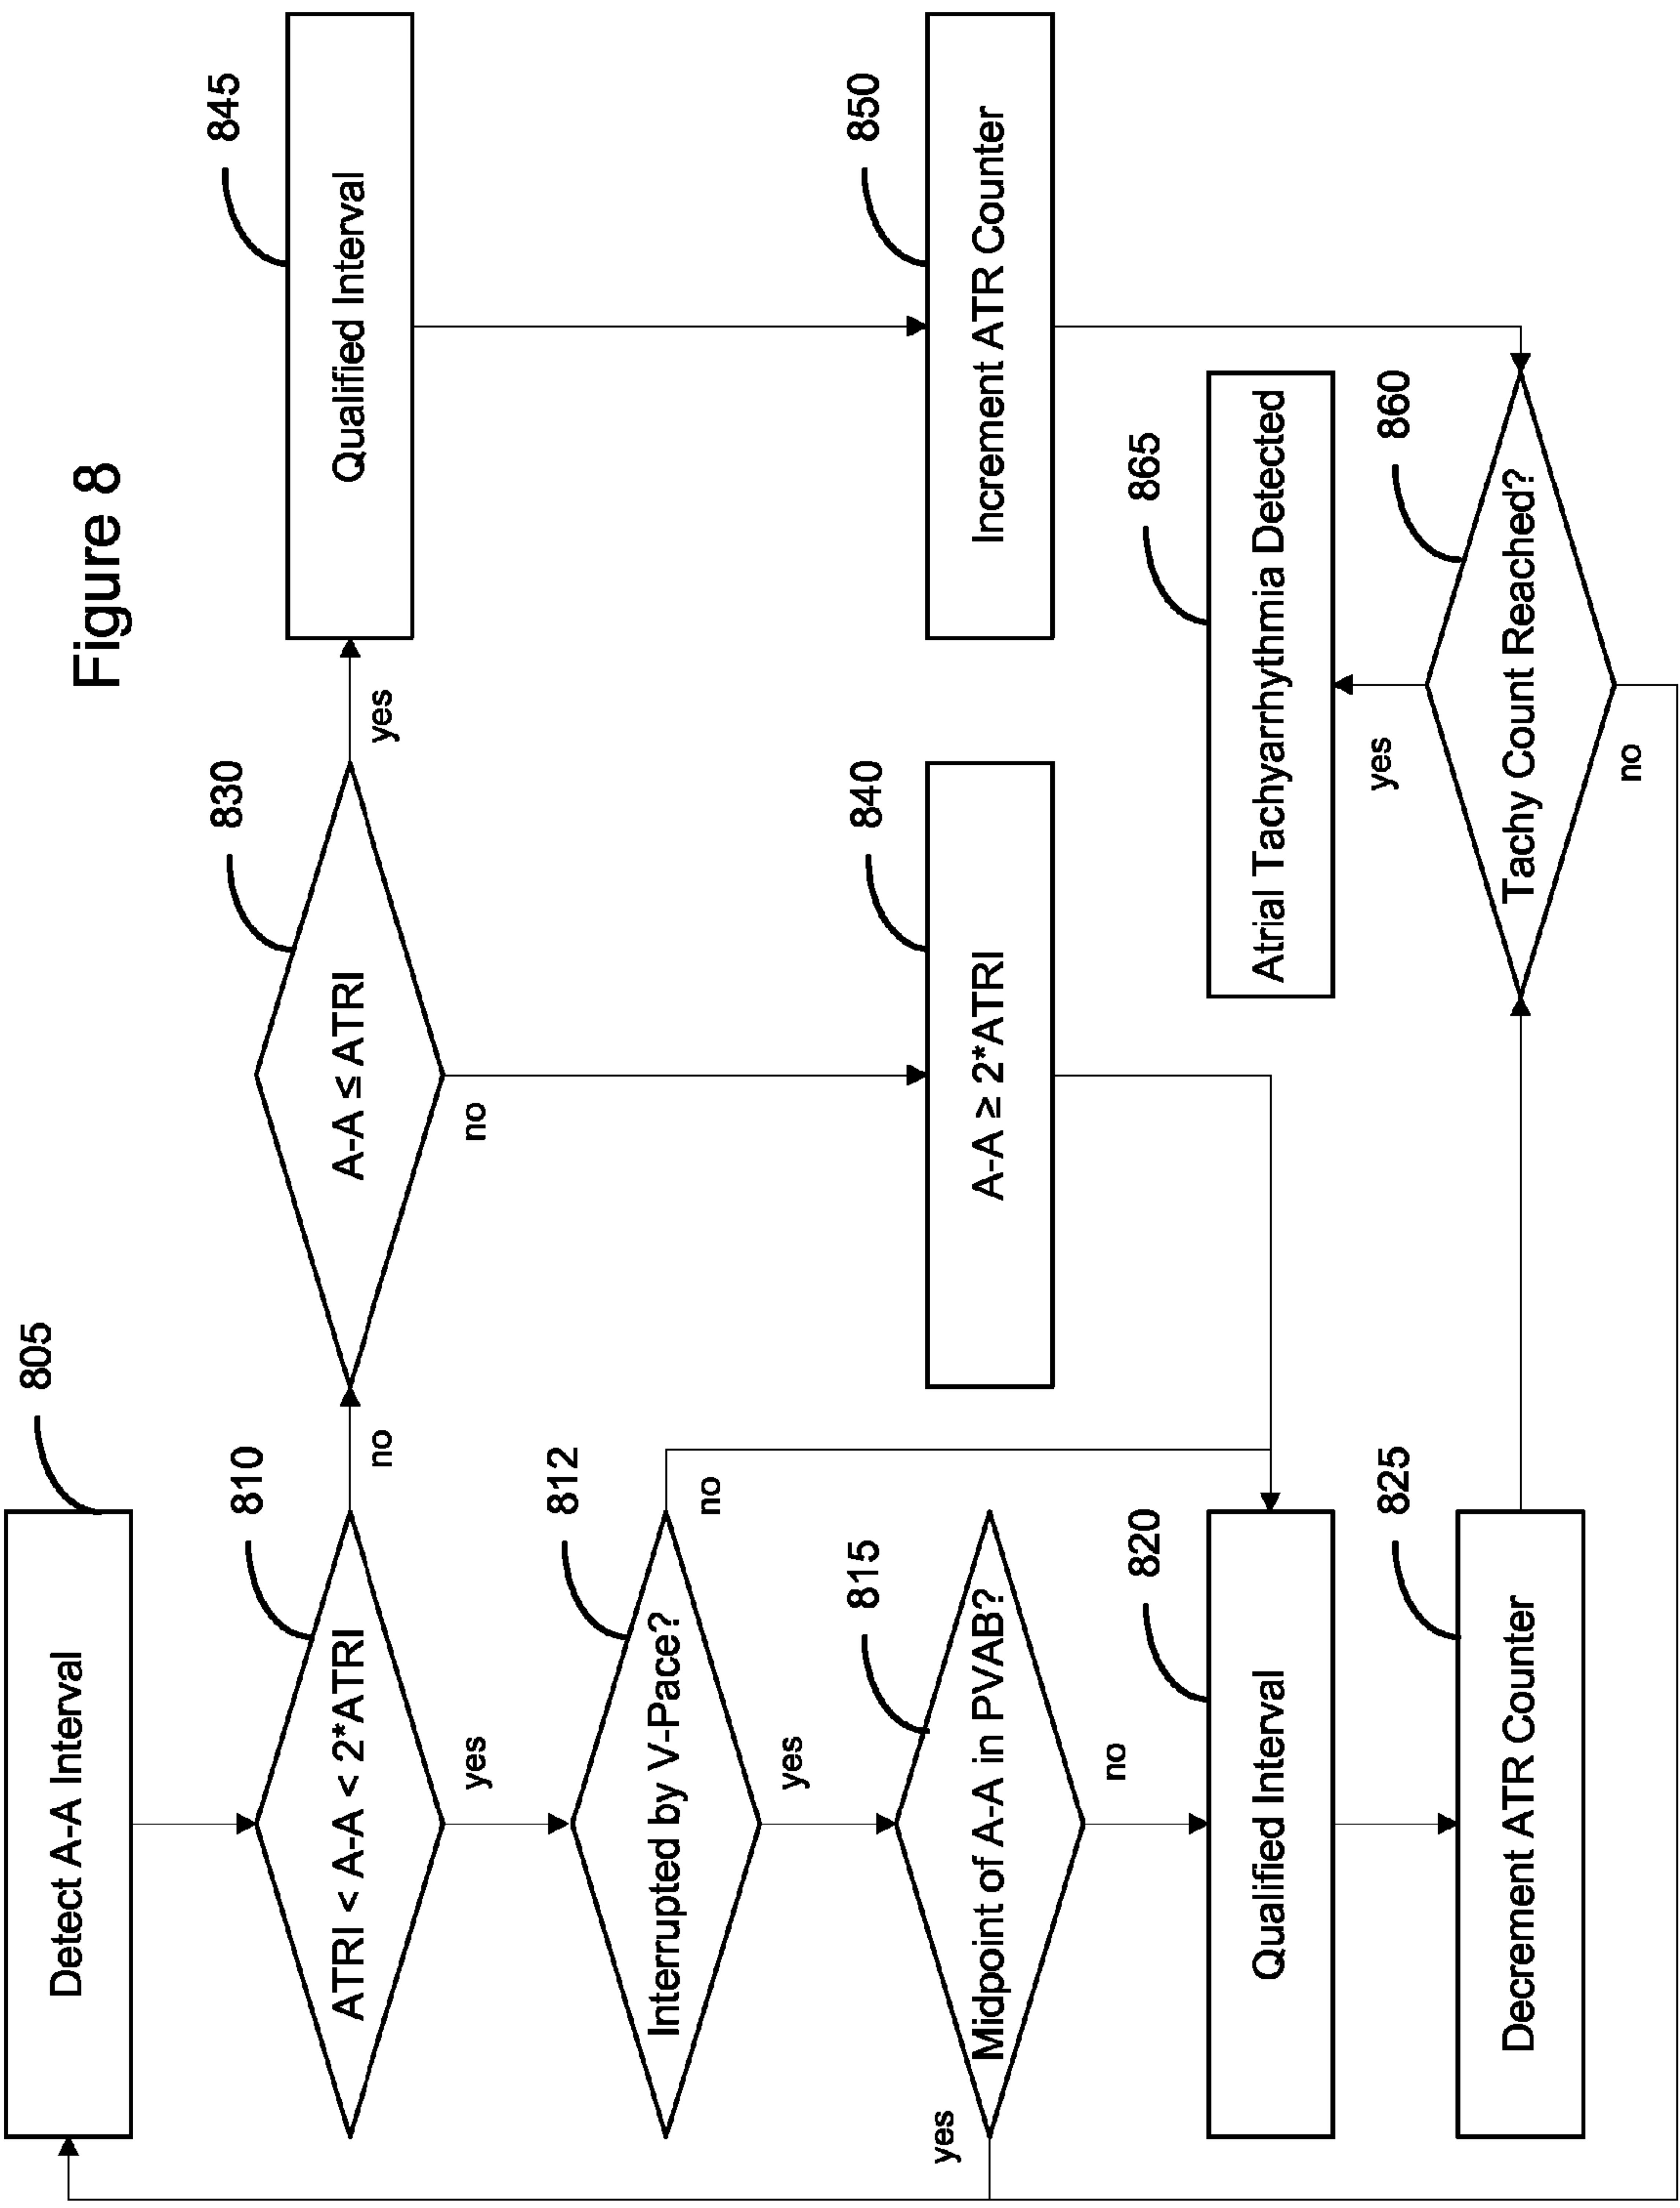 Figure 8
805
Detect A-A Interval
810
ATRI < A-A < 2*ATRI
no
yes
830
A-A ≤ ATRI
yes
no
845
Qualified Interval
812
Interrupted by V-Pace?
no
yes
815
Midpoint of A-A in PVAB?
yes
no
840
A-A ≥ 2*ATRI
850
Increment ATR Counter
820
Qualified Interval
865
Atrial Tachyarrhythmia Detected
825
Decrement ATR Counter
860
Tachy Count Reached?
yes
no